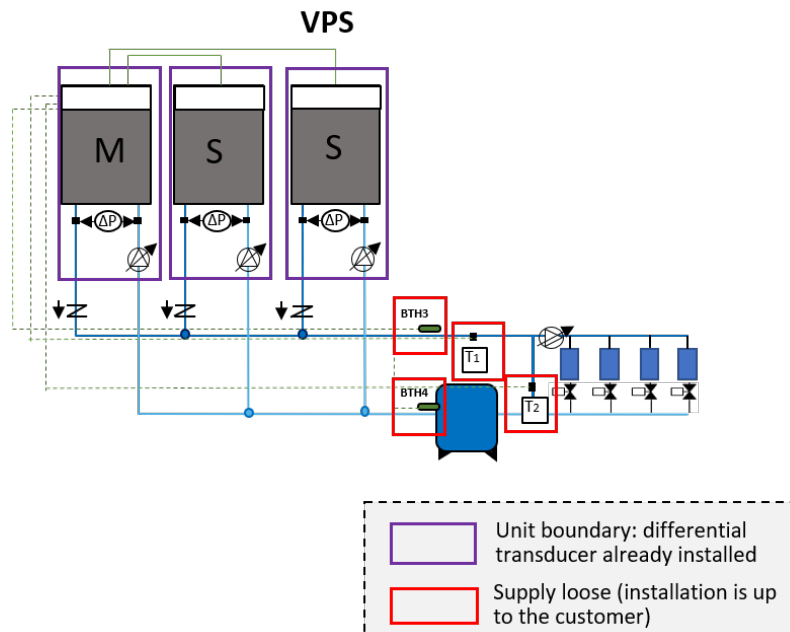 VPS
M
S
S
ΔP
ΔP
ΔP
BTH3
T1
BTH4
T2
Unit boundary: differential
transducer already installed
Supply loose (installation is up
to the customer)